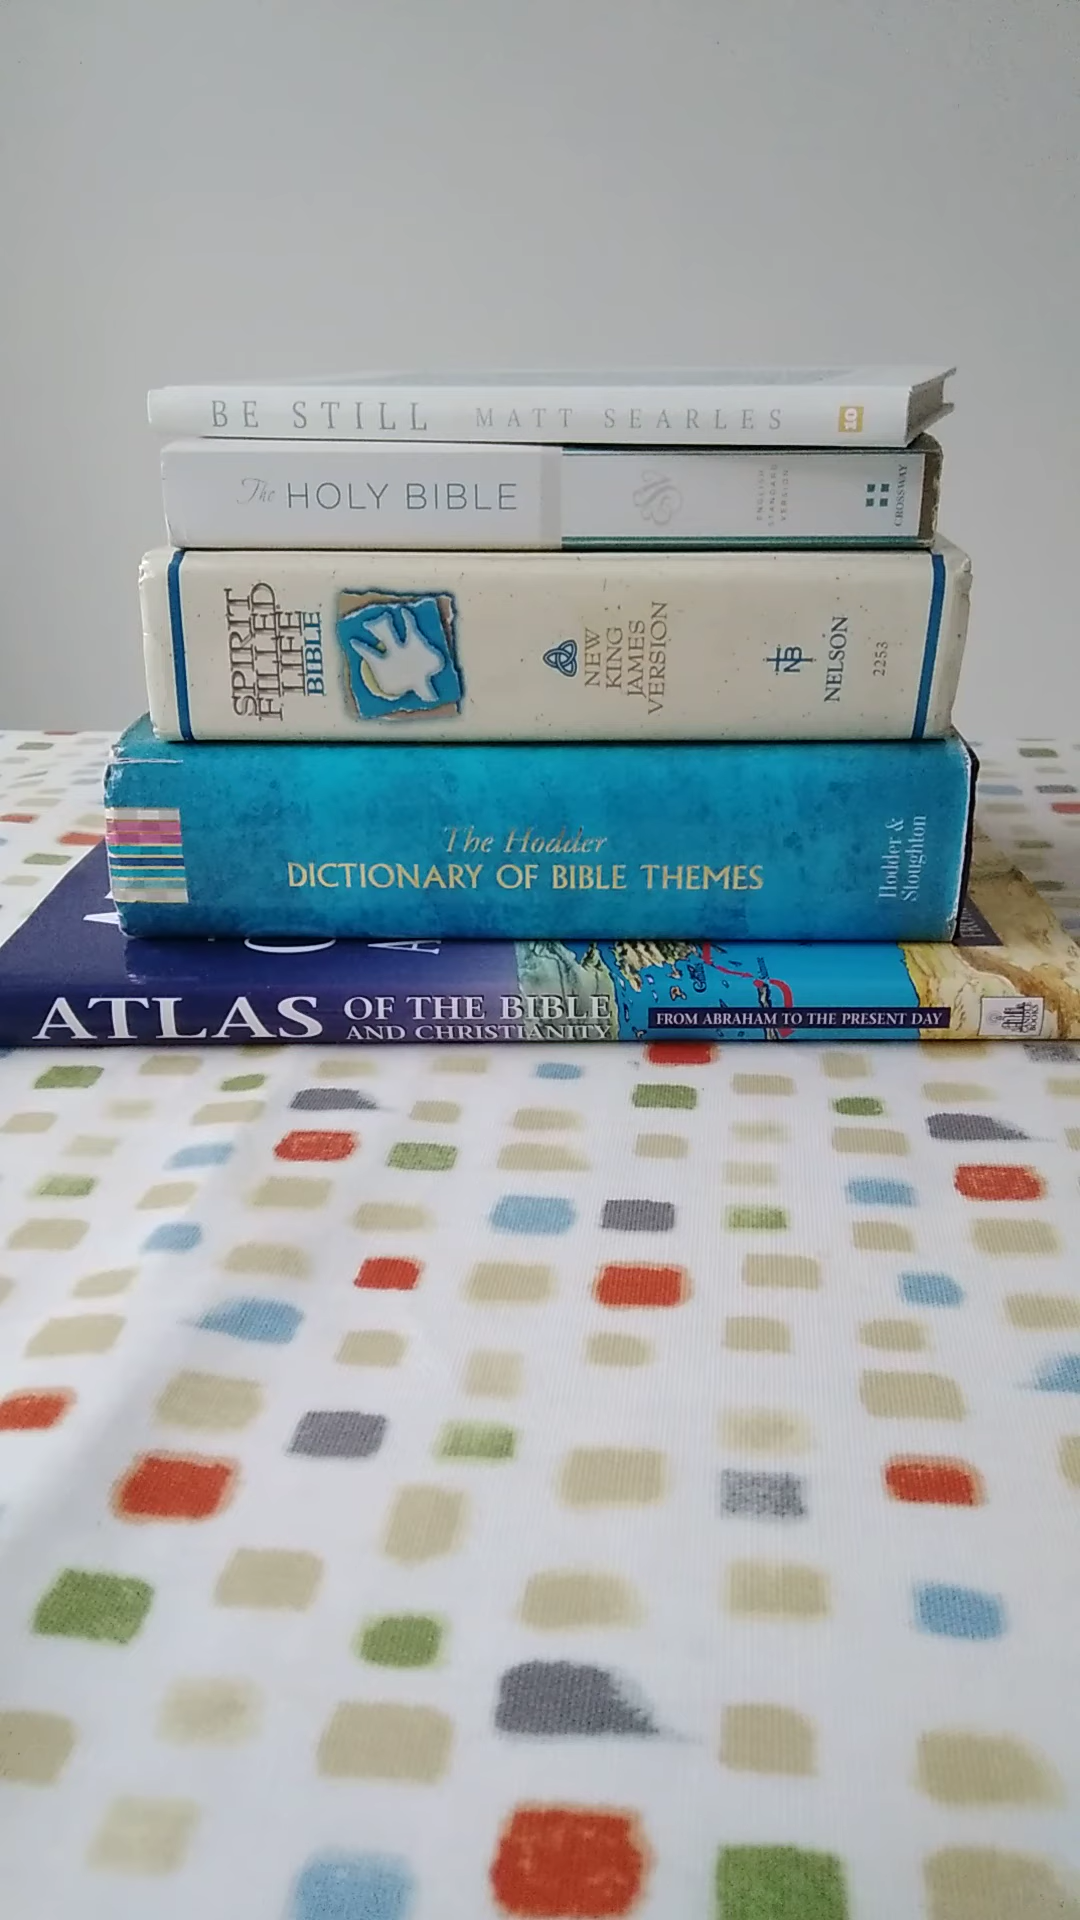 BE STILL MATT SEARLES 10
The HOLY BIBLE
ENGLISH
STANDARD
VERSION
CROSSWAY
SPIRIT
FILLED
LIFE
BIBLE
NEW
KING
JAMES
VERSION
NB
NELSON
2253
The Hodder
DICTIONARY OF BIBLE THEMES
Hodder &
Stoughton
ATLAS OF THE BIBLE
AND CHRISTIANITY
FROM ABRAHAM TO THE PRESENT DAY